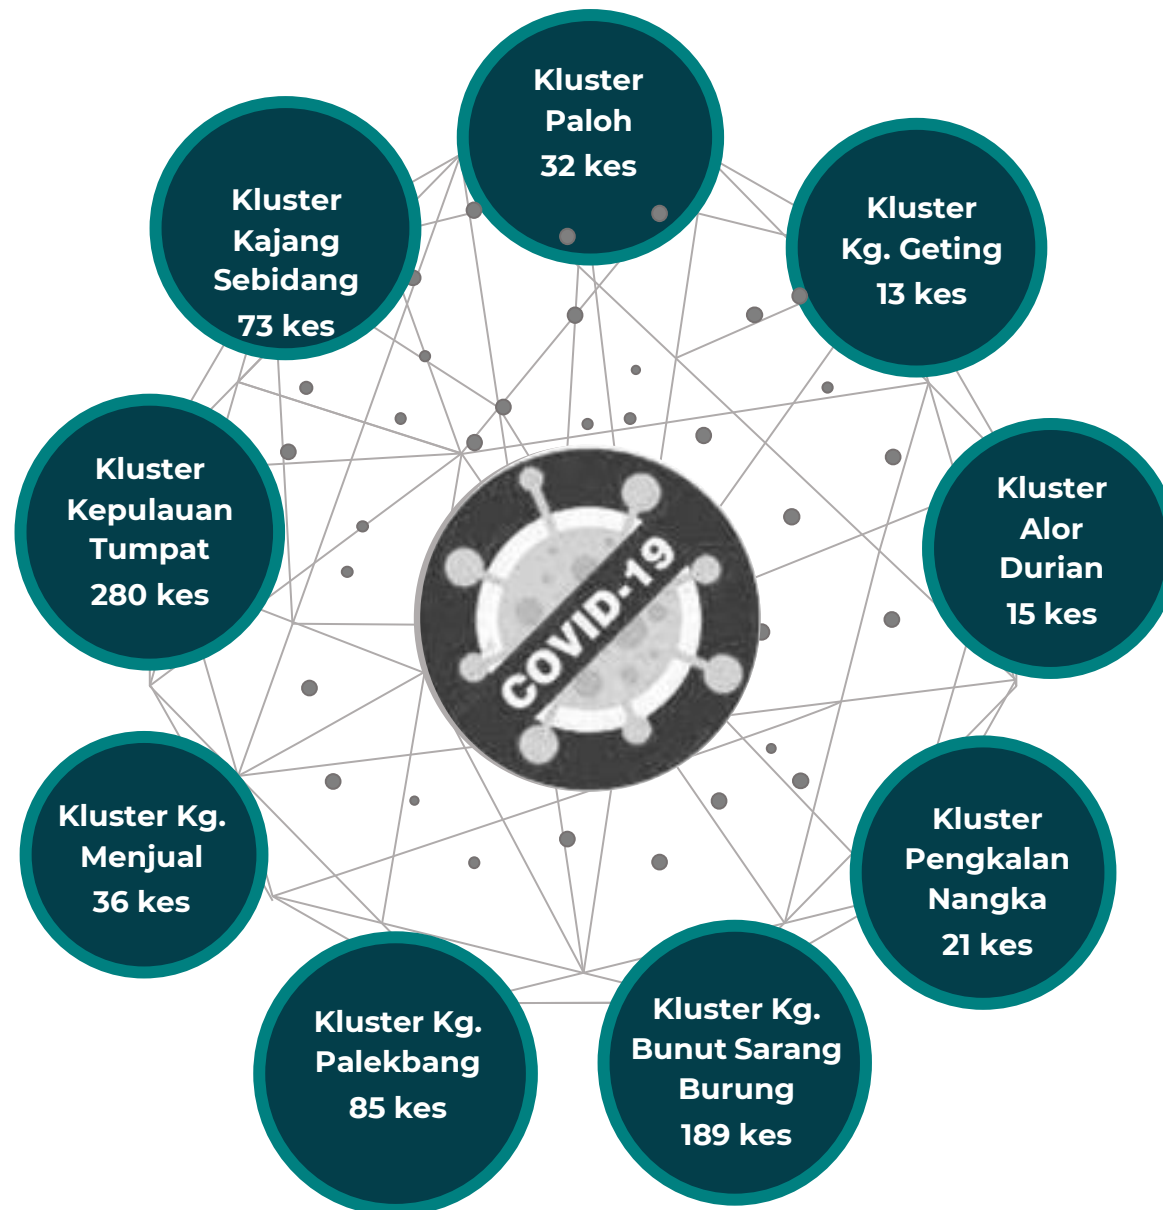 Kluster
Paloh
32 kes
Kluster
Kajang
Sebidang
73 kes
Kluster
Kg. Geting
13 kes
Kluster
Kepulauan
Tumpat
280 kes
Kluster
Alor
Durian
15 kes
COVID-19
Kluster Kg.
Menjual
36 kes
Kluster
Pengkalan
Nangka
21 kes
Kluster Kg.
Palekbang
85 kes
Kluster Kg.
Bunut Sarang
Burung
189 kes